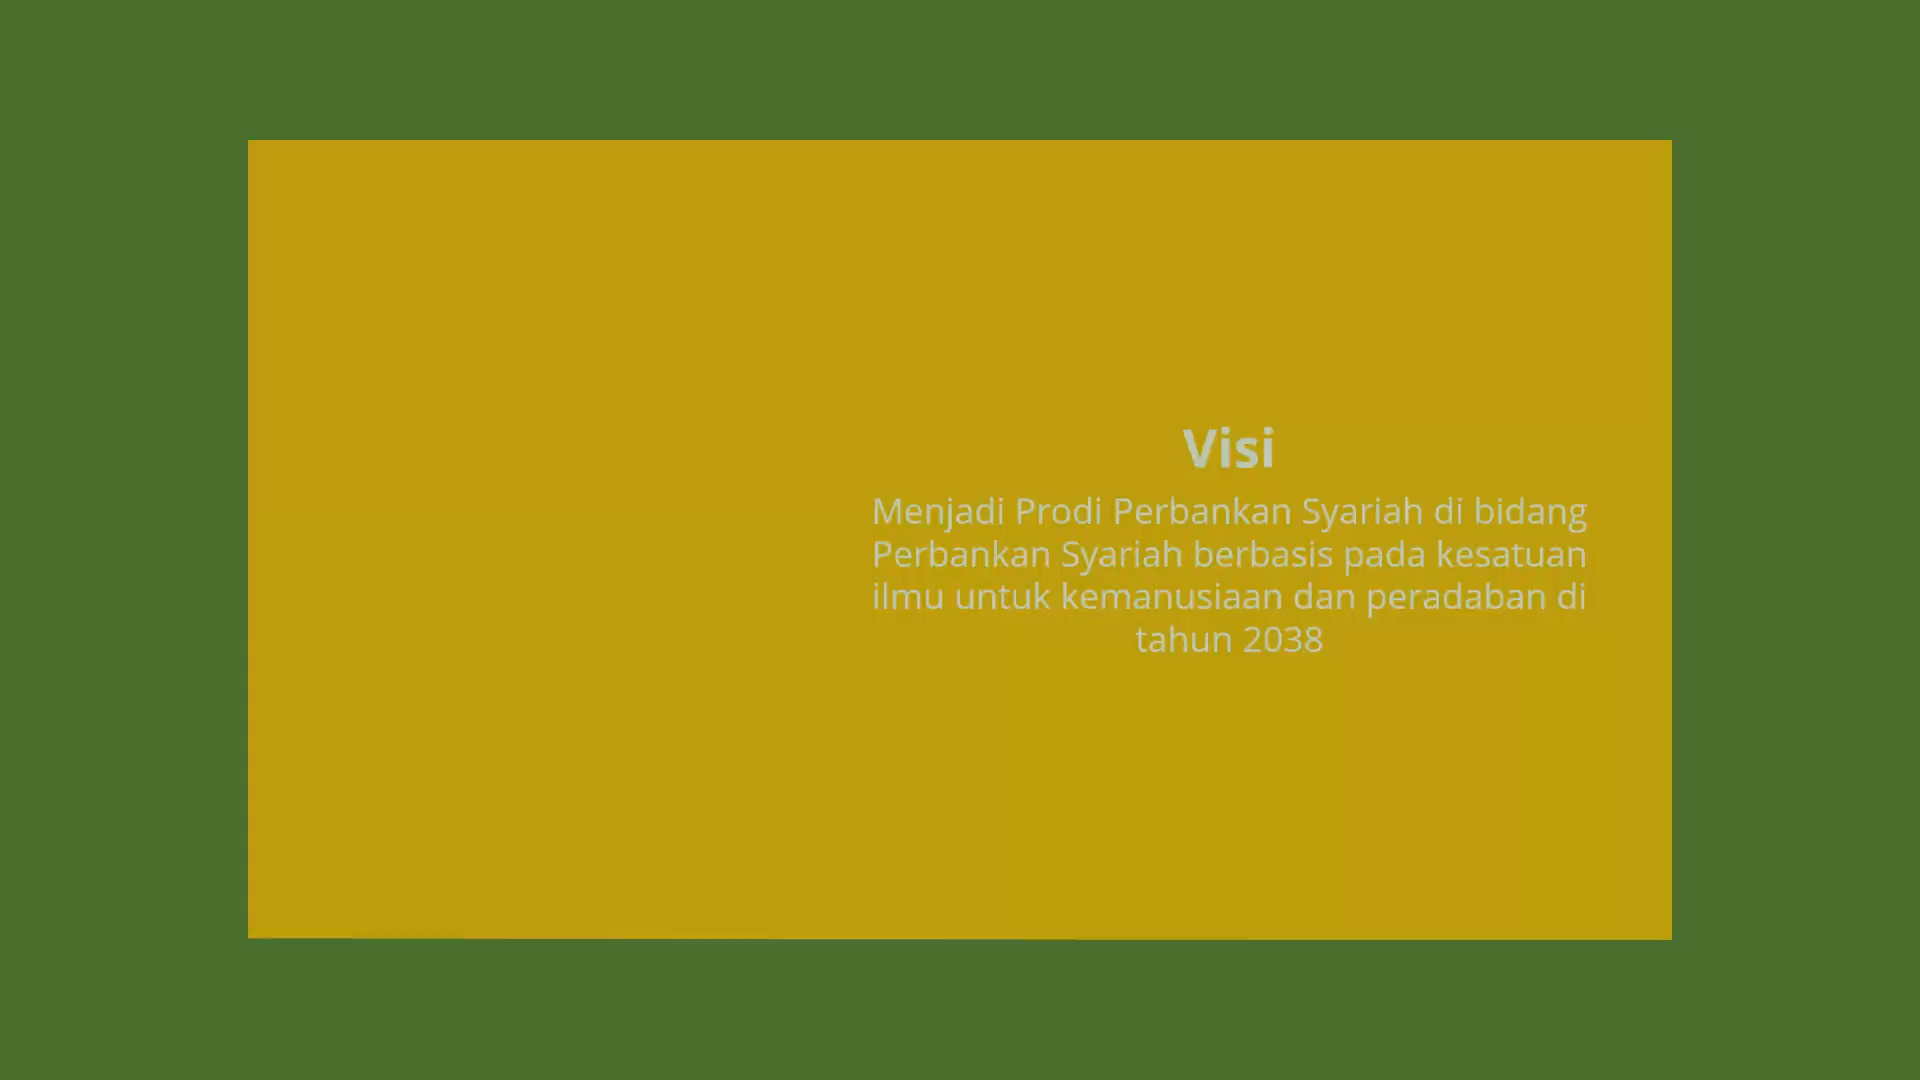 Visi
Menjadi Prodi Perbankan Syariah di bidang
Perbankan Syariah berbasis pada kesatuan
ilmu untuk kemanusiaan dan peradaban di
tahun 2038